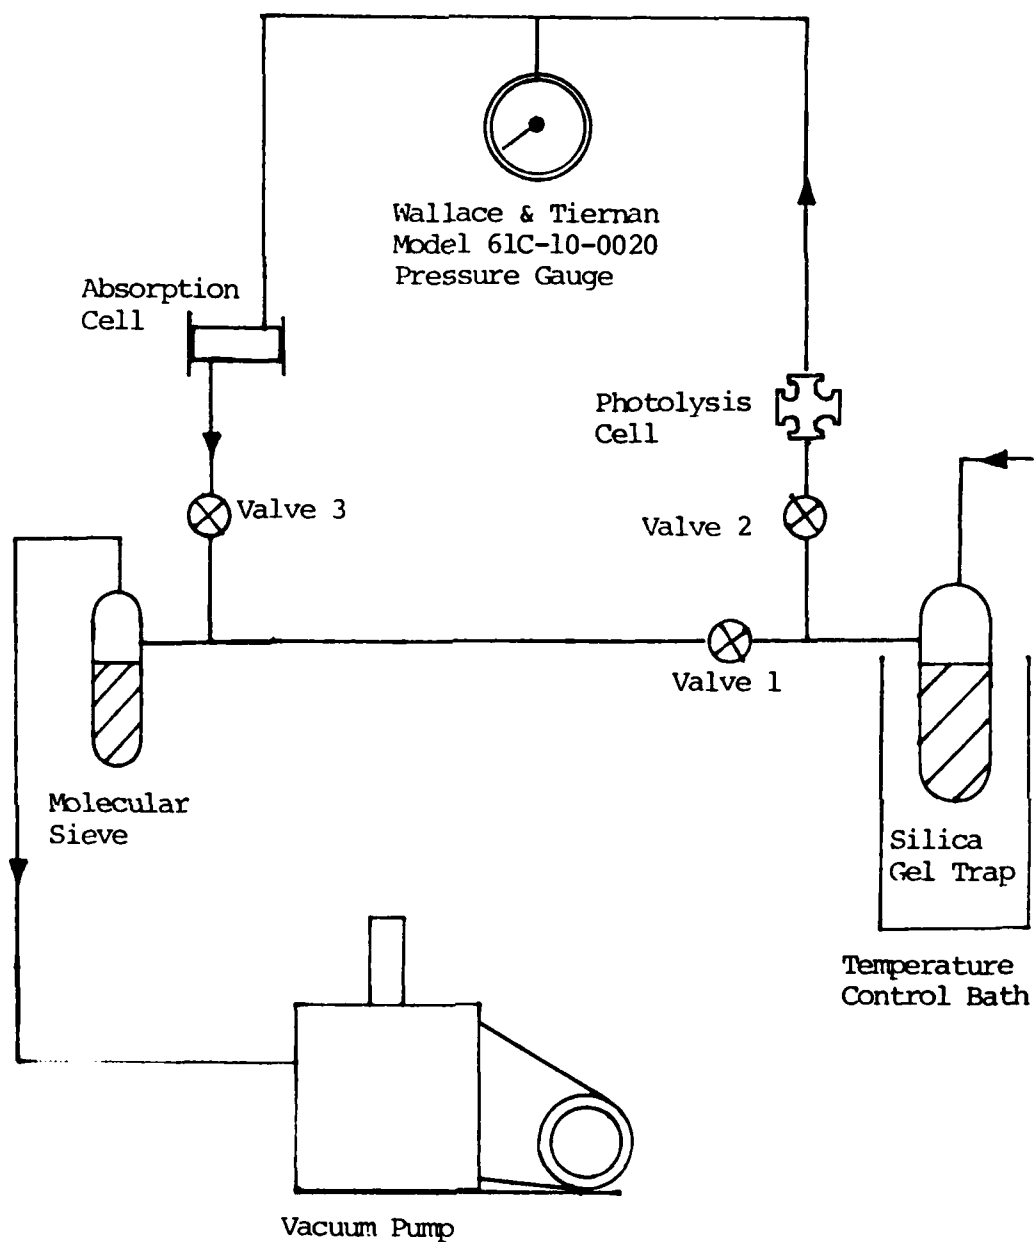 Wallace & Tiernan
Model 61C-10-0020
Pressure Gauge
Absorption
Cell
Photolysis
Cell
Valve 3
Valve 2
Valve 1
Molecular
Sieve
Silica
Gel Trap
Temperature
Control Bath
Vacuum Pump